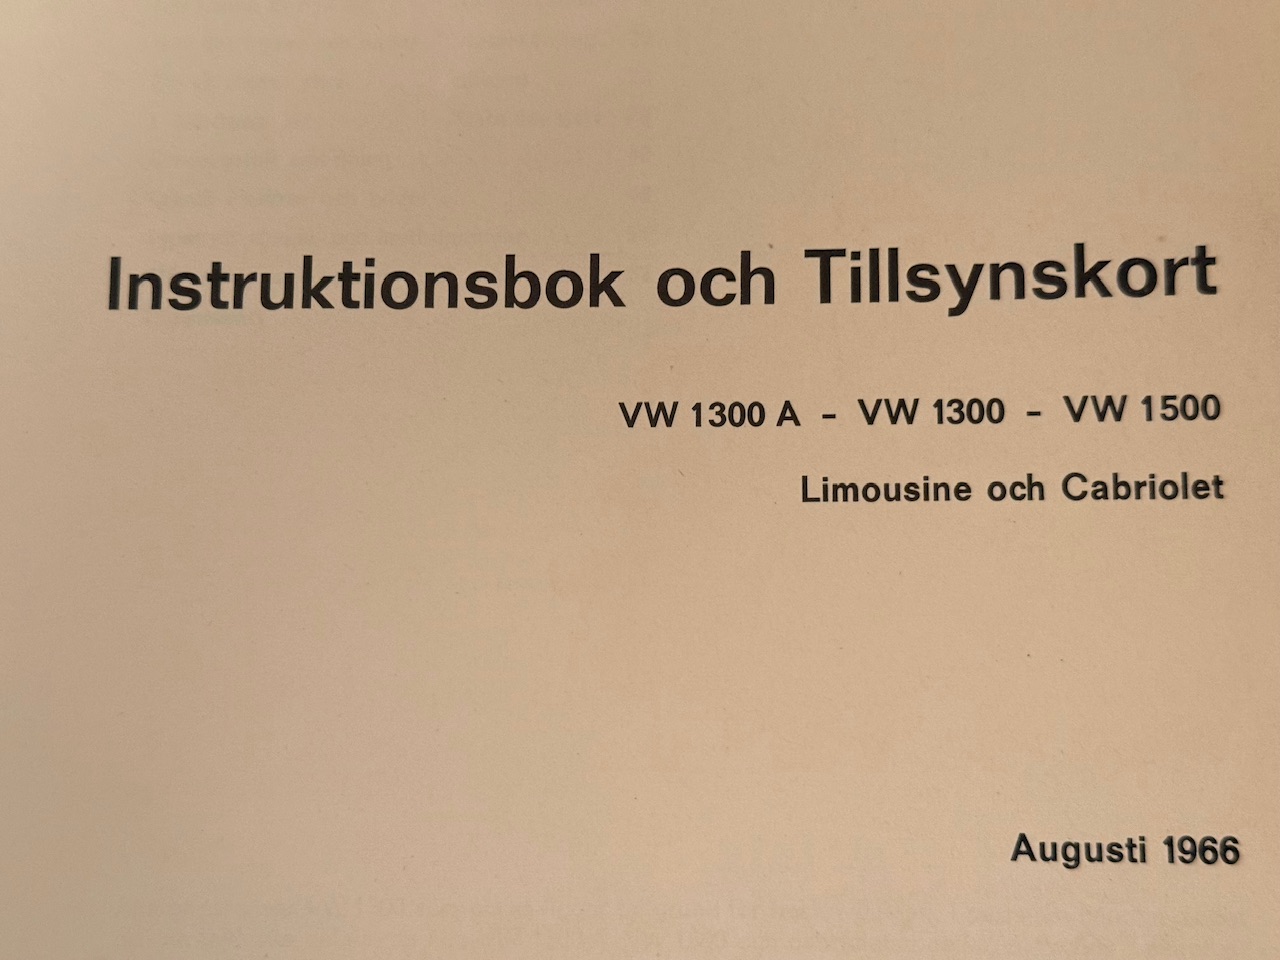 Instruktionsbok och Tillsynskort
VW 1300 A – VW 1300 – VW 1500
Limousine och Cabriolet
Augusti 1966